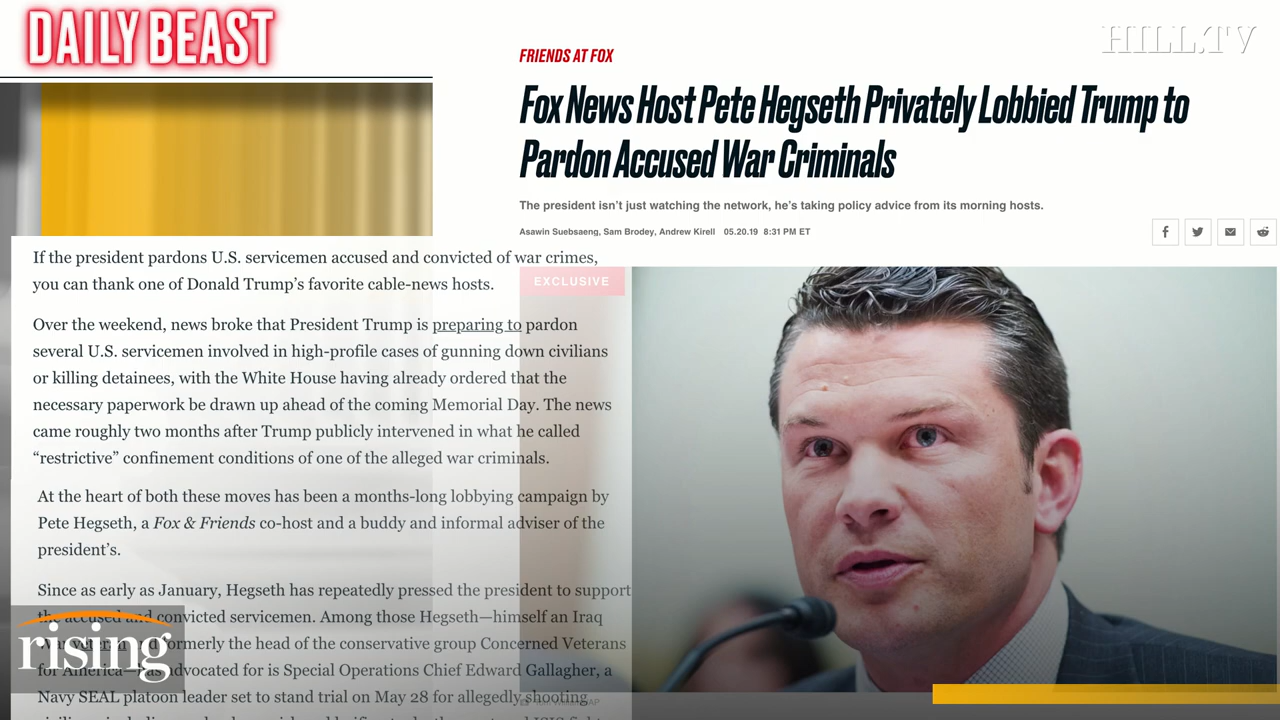 DAILY BEAST
HILL.TV
FRIENDS AT FOX
Fox News Host Pete Hegseth Privately Lobbied Trump to
Pardon Accused War Criminals
The president isn't just watching the network, he's taking policy advice from its morning hosts.
Asawin Suebsaeng, Sam Brodey, Andrew Kirell 05.20.19 8:31 PM ET
EXCLUSIVE
If the president pardons U.S. servicemen accused and convicted of war crimes,
you can thank one of Donald Trump's favorite cable-news hosts.
Over the weekend, news broke that President Trump is preparing to pardon
several U.S. servicemen involved in high-profile cases of gunning down civilians
or killing detainees, with the White House having already ordered that the
necessary paperwork be drawn up ahead of the coming Memorial Day. The news
came roughly two months after Trump publicly intervened in what he called
“restrictive” confinement conditions of one of the alleged war criminals.
At the heart of both these moves has been a months-long lobbying campaign by
Pete Hegseth, a Fox & Friends co-host and a buddy and informal adviser of the
president's.
Since as early as January, Hegseth has repeatedly pressed the president to support
the accused and convicted servicemen. Among those Hegseth—himself an Iraq
formerly the head of the conservative group Concerned Veterans
for America—has advocated for is Special Operations Chief Edward Gallagher, a
Navy SEAL platoon leader set to stand trial on May 28 for allegedly shooting
rising